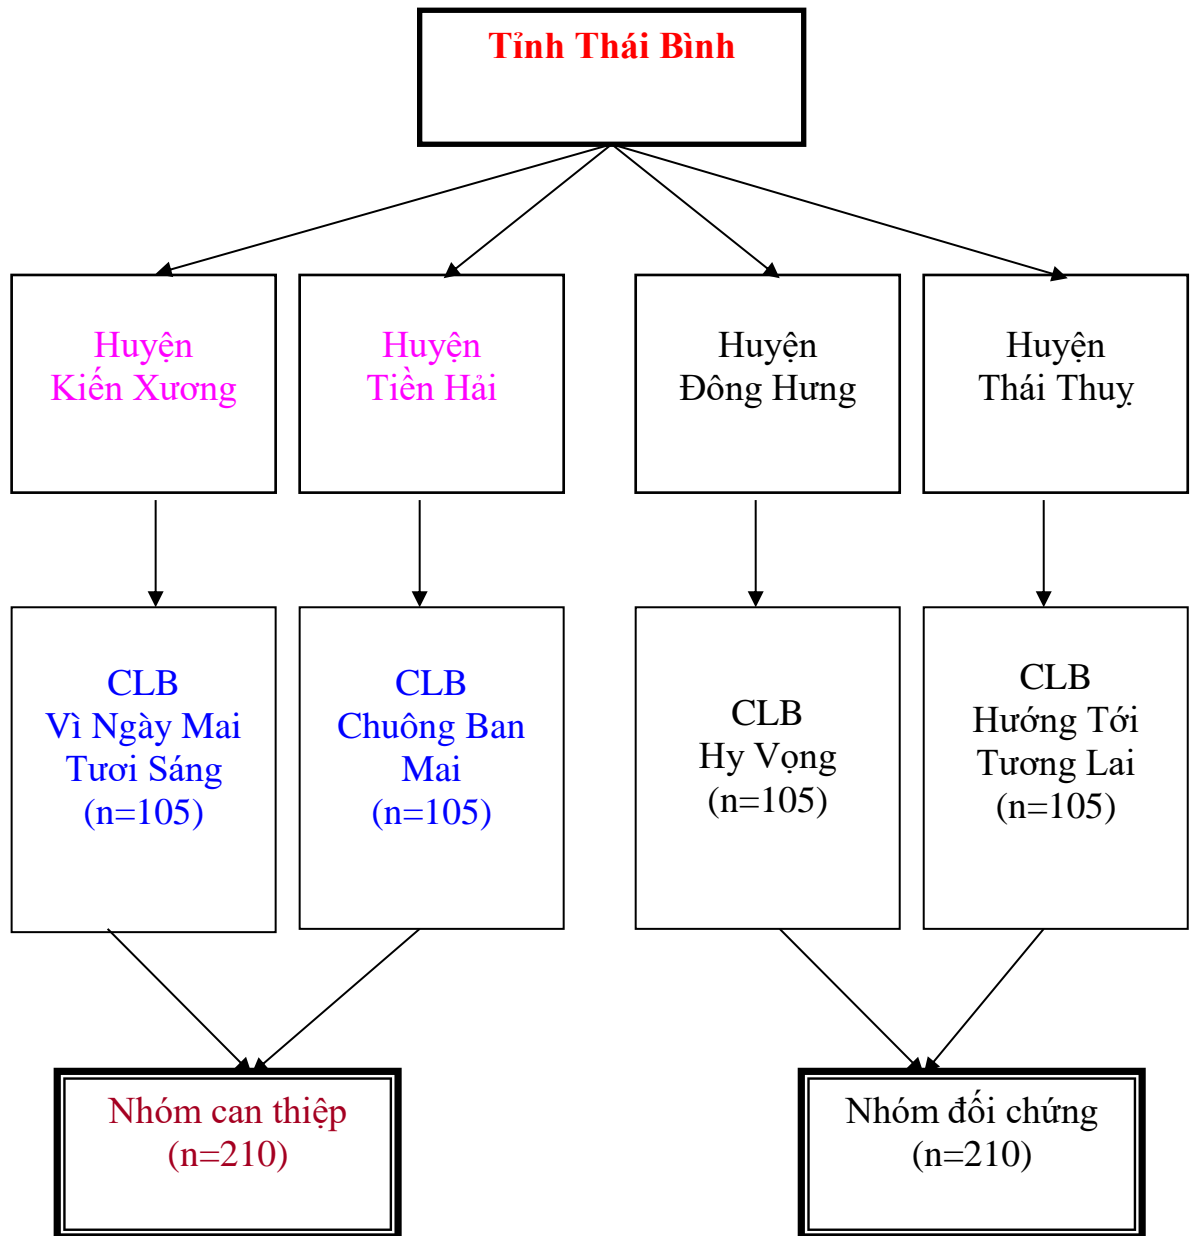 Tỉnh Thái Bình
Huyện
Kiến Xương
Huyện
Tiền Hải
Huyện
Đông Hưng
Huyện
Thái Thuỵ
CLB
Vì Ngày Mai
Tươi Sáng
(n=105)
CLB
Chuông Ban
Mai
(n=105)
CLB
Hy Vọng
(n=105)
CLB
Hướng Tới
Tương Lai
(n=105)
Nhóm can thiệp
(n=210)
Nhóm đối chứng
(n=210)